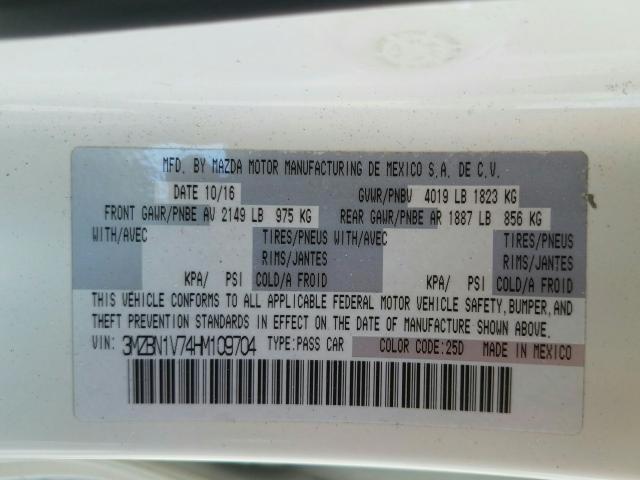 MFD. BY MAZDA MOTOR MANUFACTURING DE MEXICO S.A. DE C.V.
DATE 10/16 GVWR/PNBV 4019 LB 1823 KG
FRONT GAWR/PNBE AV 2149 LB 975 KG REAR GAWR/PNBE AR 1887 LB 856 KG
WITH/AVEC TIRES/PNEUS WITH/AVEC TIRES/PNEUS
RIMS/JANTES RIMS/JANTES
KPA/ PSI COLD/A FROID KPA/ PSI COLD/A FROID
THIS VEHICLE CONFORMS TO ALL APPLICABLE FEDERAL MOTOR VEHICLE SAFETY, BUMPER, AND
THEFT PREVENTION STANDARDS IN EFFECT ON THE DATE OF MANUFACTURE SHOWN ABOVE.
VIN: 3MZBN1V74HM109704 TYPE:PASS CAR COLOR CODE:25D MADE IN MEXICO